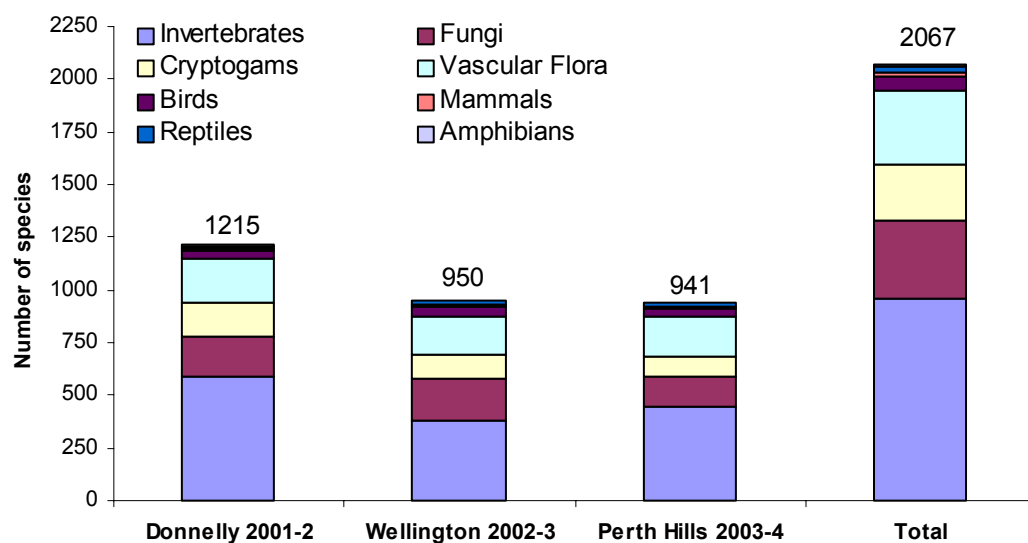 2250
2000
1750
1500
1250
1000
750
500
250
0
Number of species
Invertebrates Fungi
Cryptogams Vascular Flora
Birds Mammals
Reptiles Amphibians
1215
950
941
2067
Donnelly 2001-2 Wellington 2002-3 Perth Hills 2003-4 Total